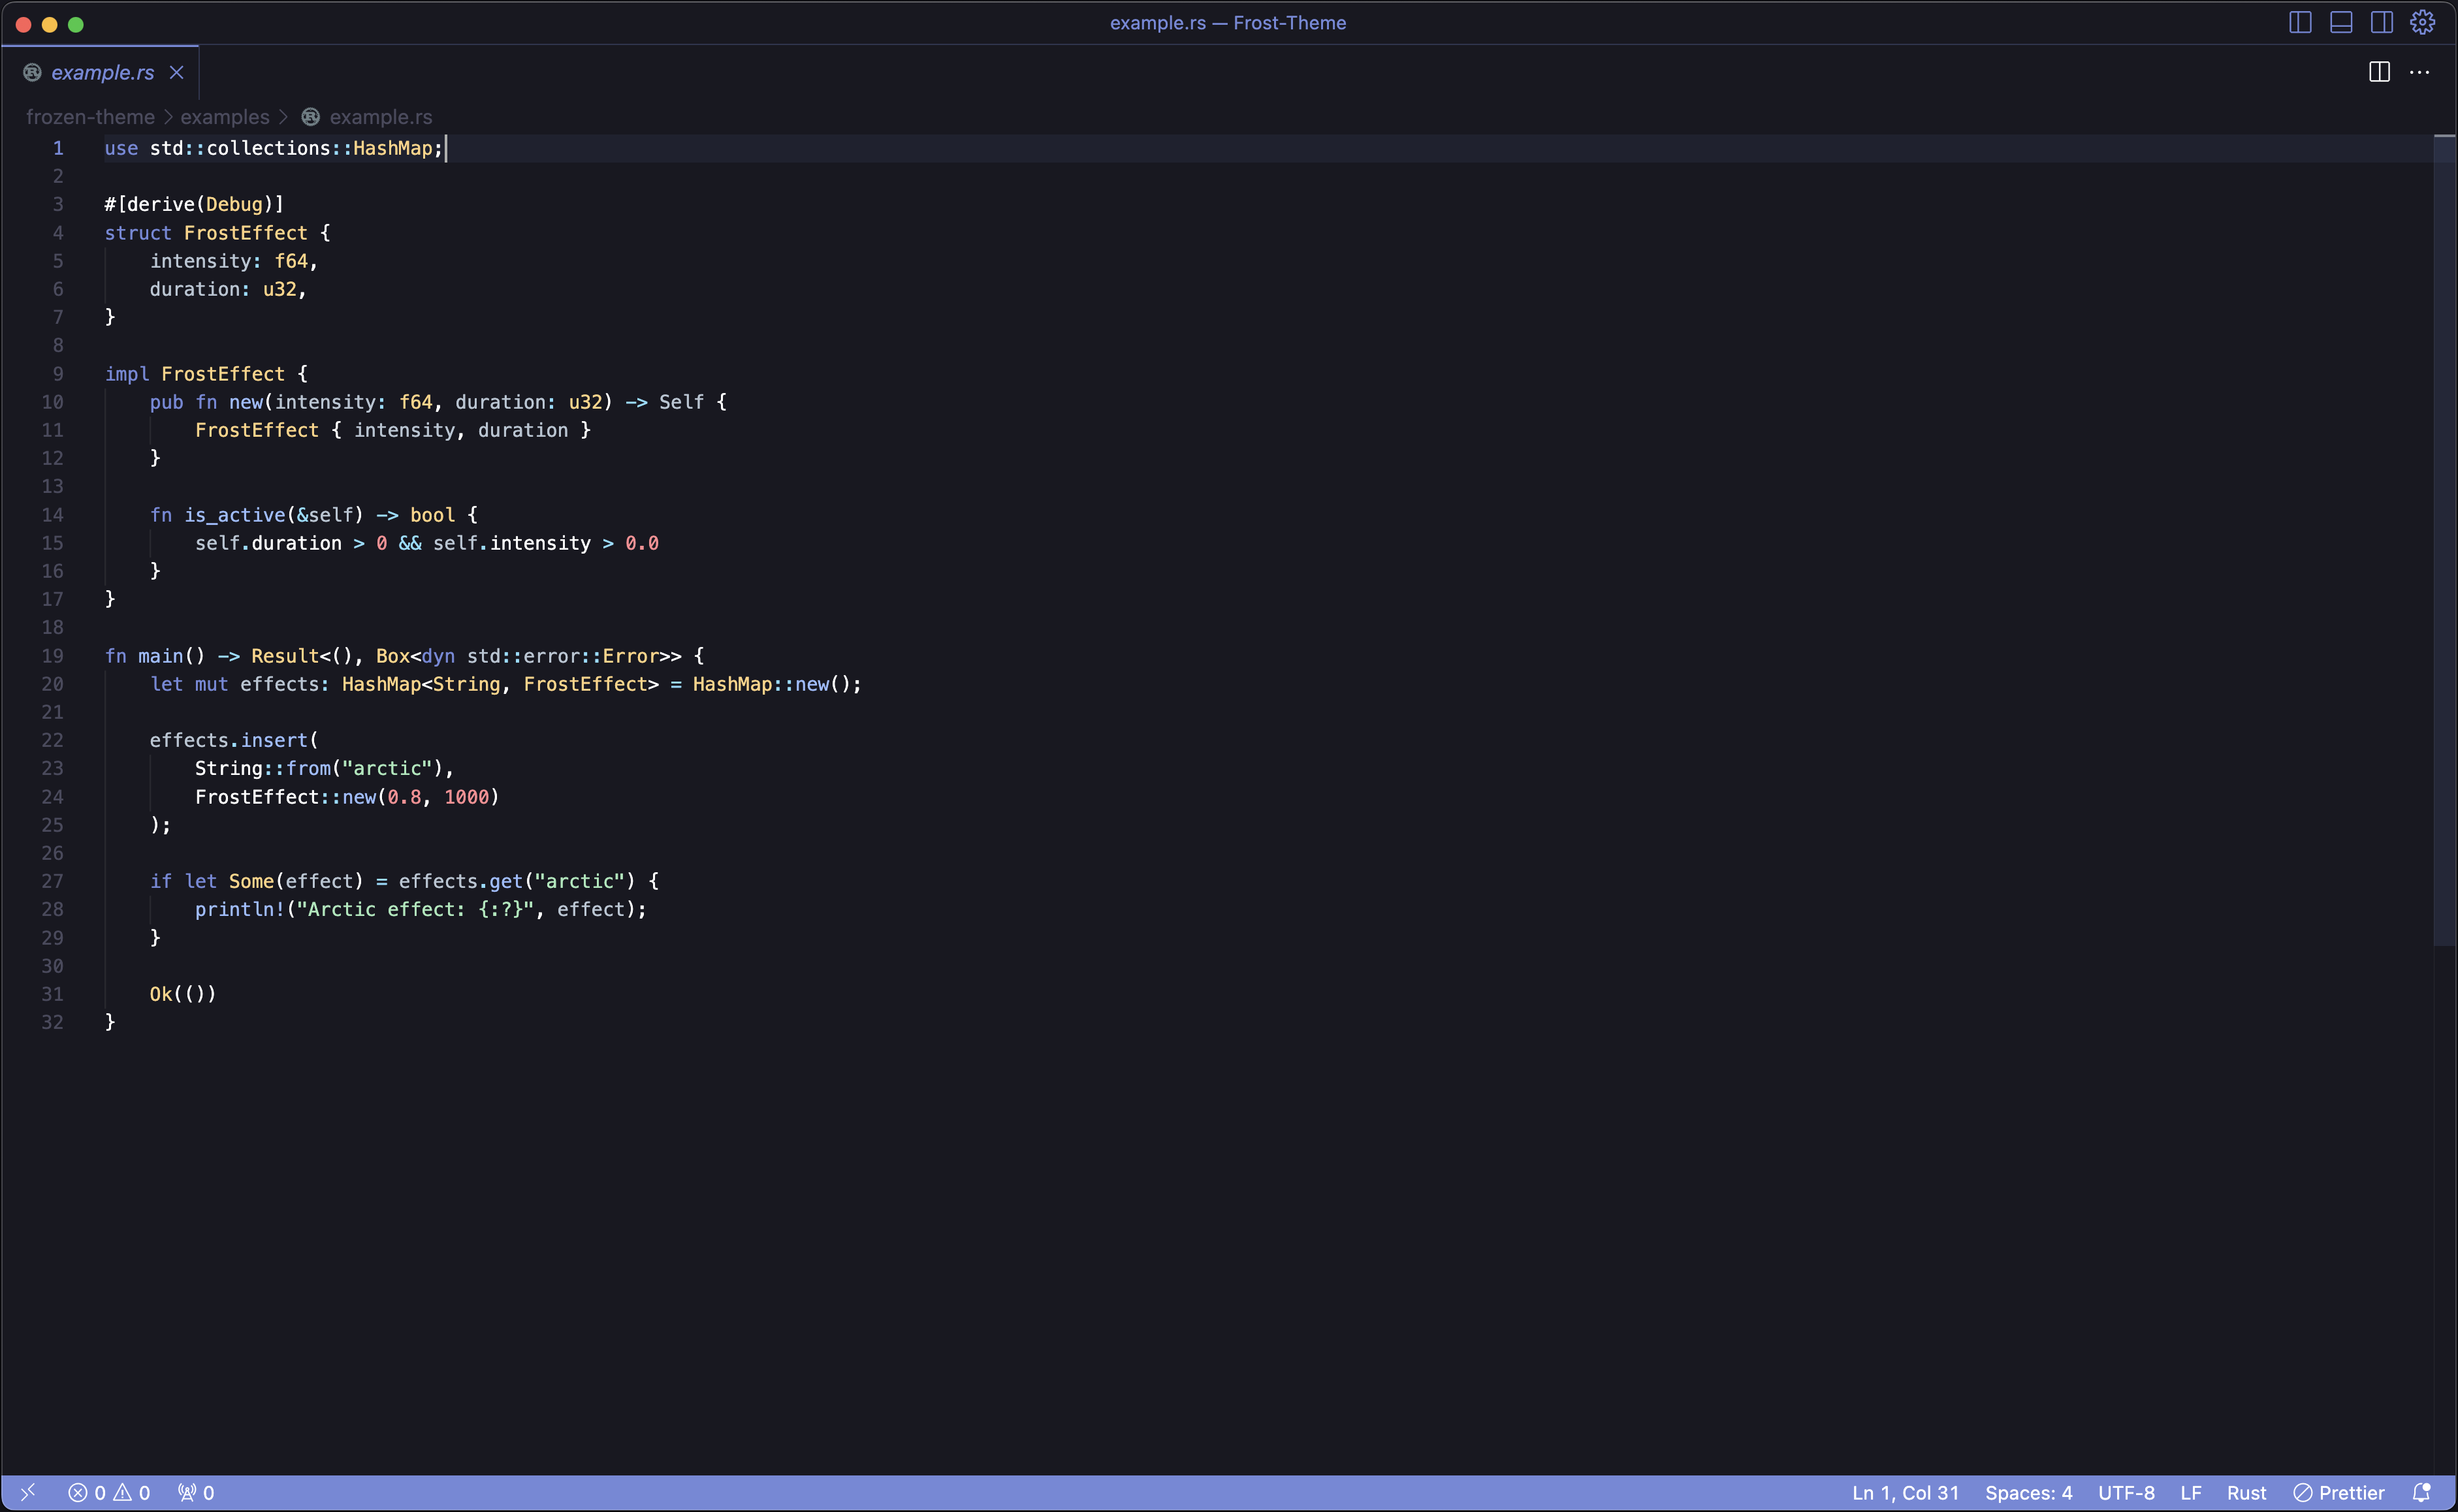 example.rs — Frost-Theme
example.rs
frozen-theme > examples > example.rs
1 use std::collections::HashMap;
2
3 #[derive(Debug)]
4 struct FrostEffect {
5     intensity: f64,
6     duration: u32,
7 }
8
9 impl FrostEffect {
10     pub fn new(intensity: f64, duration: u32) -> Self {
11         FrostEffect { intensity, duration }
12     }
13
14     fn is_active(&self) -> bool {
15         self.duration > 0 && self.intensity > 0.0
16     }
17 }
18
19 fn main() -> Result<(), Box<dyn std::error::Error>> {
20     let mut effects: HashMap<String, FrostEffect> = HashMap::new();
21
22     effects.insert(
23         String::from("arctic"),
24         FrostEffect::new(0.8, 1000)
25     );
26
27     if let Some(effect) = effects.get("arctic") {
28         println!("Arctic effect: {:?}", effect);
29     }
30
31     Ok(())
32 }
0 0 0 Ln 1, Col 31 Spaces: 4 UTF-8 LF Rust Prettier